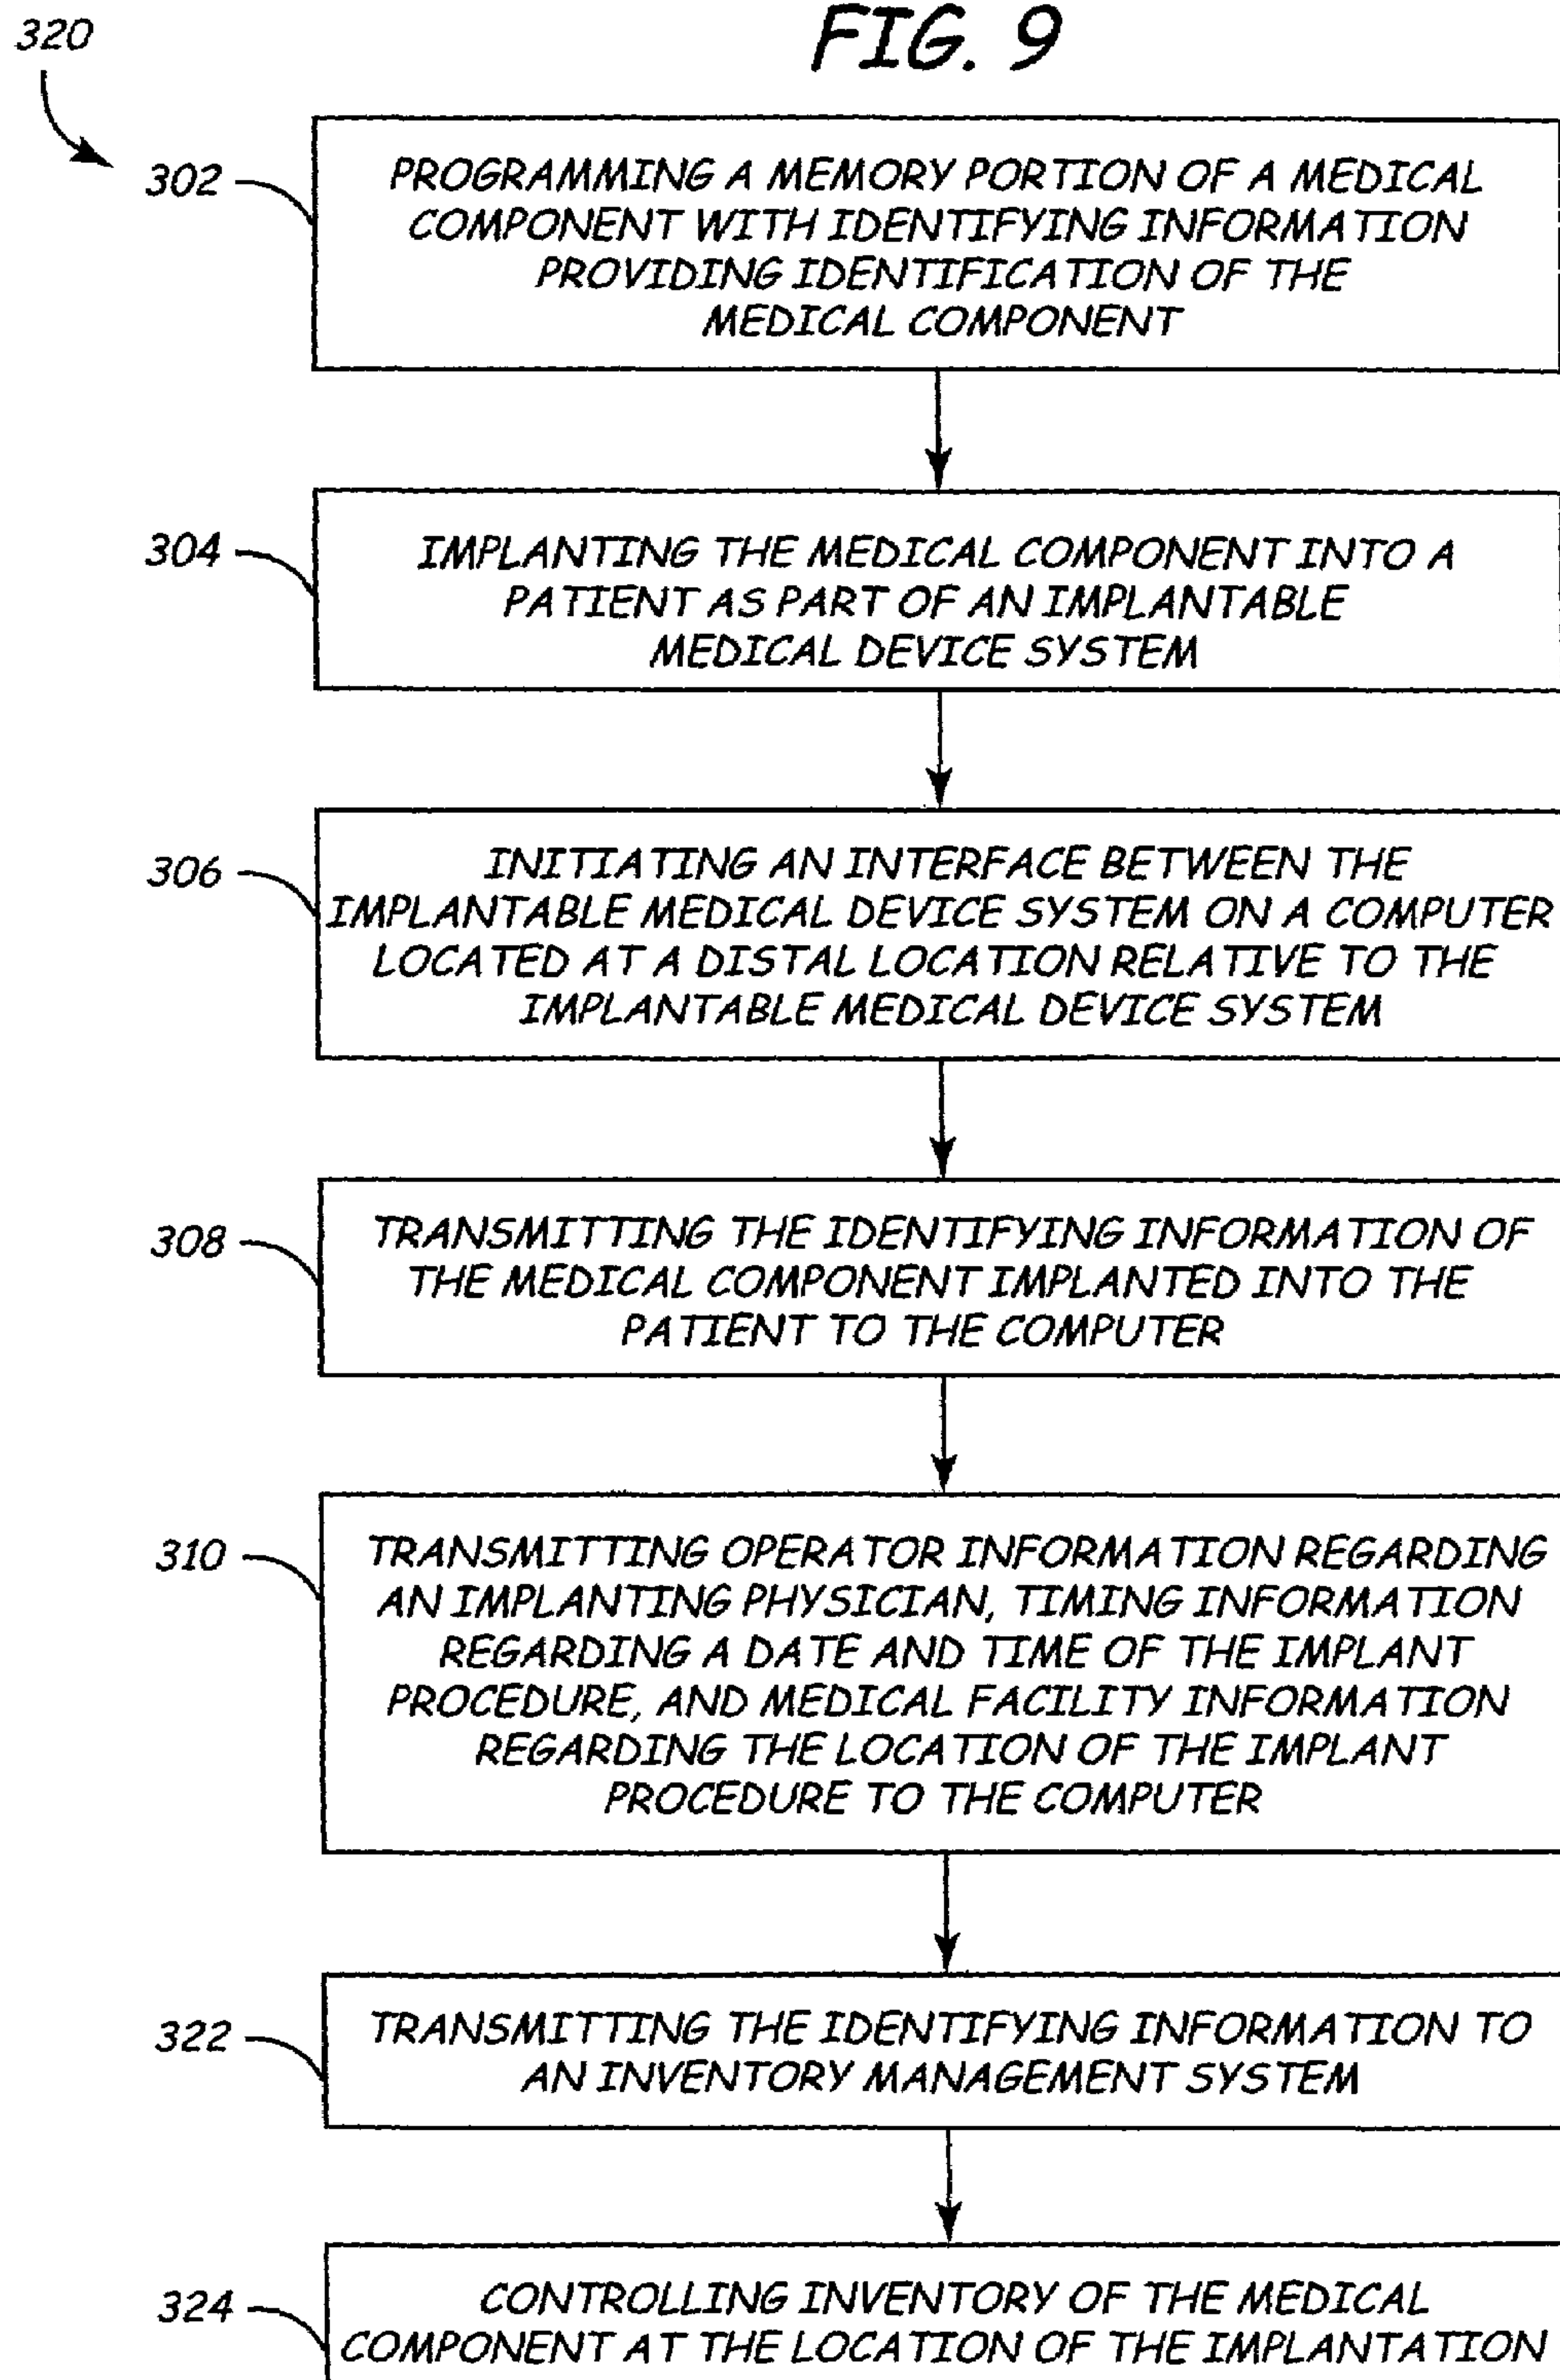 FIG. 9
320
302
PROGRAMMING A MEMORY PORTION OF A MEDICAL
COMPONENT WITH IDENTIFYING INFORMATION
PROVIDING IDENTIFICATION OF THE
MEDICAL COMPONENT
304
IMPLANTING THE MEDICAL COMPONENT INTO A
PATIENT AS PART OF AN IMPLANTABLE
MEDICAL DEVICE SYSTEM
306
INITIATING AN INTERFACE BETWEEN THE
IMPLANTABLE MEDICAL DEVICE SYSTEM ON A COMPUTER
LOCATED AT A DISTAL LOCATION RELATIVE TO THE
IMPLANTABLE MEDICAL DEVICE SYSTEM
308
TRANSMITTING THE IDENTIFYING INFORMATION OF
THE MEDICAL COMPONENT IMPLANTED INTO THE
PATIENT TO THE COMPUTER
310
TRANSMITTING OPERATOR INFORMATION REGARDING
AN IMPLANTING PHYSICIAN, TIMING INFORMATION
REGARDING A DATE AND TIME OF THE IMPLANT
PROCEDURE, AND MEDICAL FACILITY INFORMATION
REGARDING THE LOCATION OF THE IMPLANT
PROCEDURE TO THE COMPUTER
322
TRANSMITTING THE IDENTIFYING INFORMATION TO
AN INVENTORY MANAGEMENT SYSTEM
324
CONTROLLING INVENTORY OF THE MEDICAL
COMPONENT AT THE LOCATION OF THE IMPLANTATION